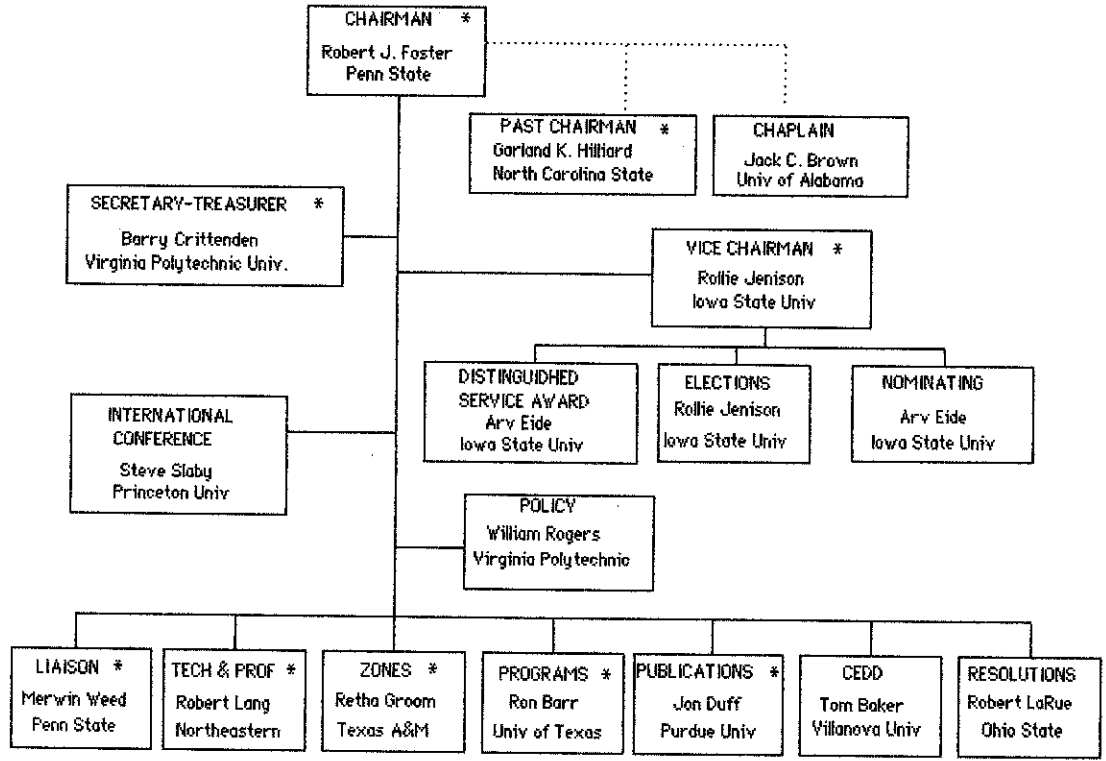 CHAIRMAN *
Robert J. Foster
Penn State
PAST CHAIRMAN *
Garland K. Hilliard
North Carolina State
CHAPLAIN
Jack C. Brown
Univ of Alabama
SECRETARY-TREASURER *
Barry Crittenden
Virginia Polytechnic Univ.
VICE CHAIRMAN *
Rollie Jenison
Iowa State Univ
DISTINGUIDHED
SERVICE AWARD
Arv Eide
Iowa State Univ
ELECTIONS
Rollie Jenison
Iowa State Univ
NOMINATING
Arv Eide
Iowa State Univ
INTERNATIONAL
CONFERENCE
Steve Slaby
Princeton Univ
POLICY
William Rogers
Virginia Polytechnic
LIAISON *
Merwin Weed
Penn State
TECH & PROF *
Robert Lang
Northeastern
ZONES *
Retha Groom
Texas A&M
PROGRAMS *
Ron Barr
Univ of Texas
PUBLICATIONS *
Jon Duff
Purdue Univ
CEDD
Tom Baker
Villanova Univ
RESOLUTIONS
Robert LaRue
Ohio State